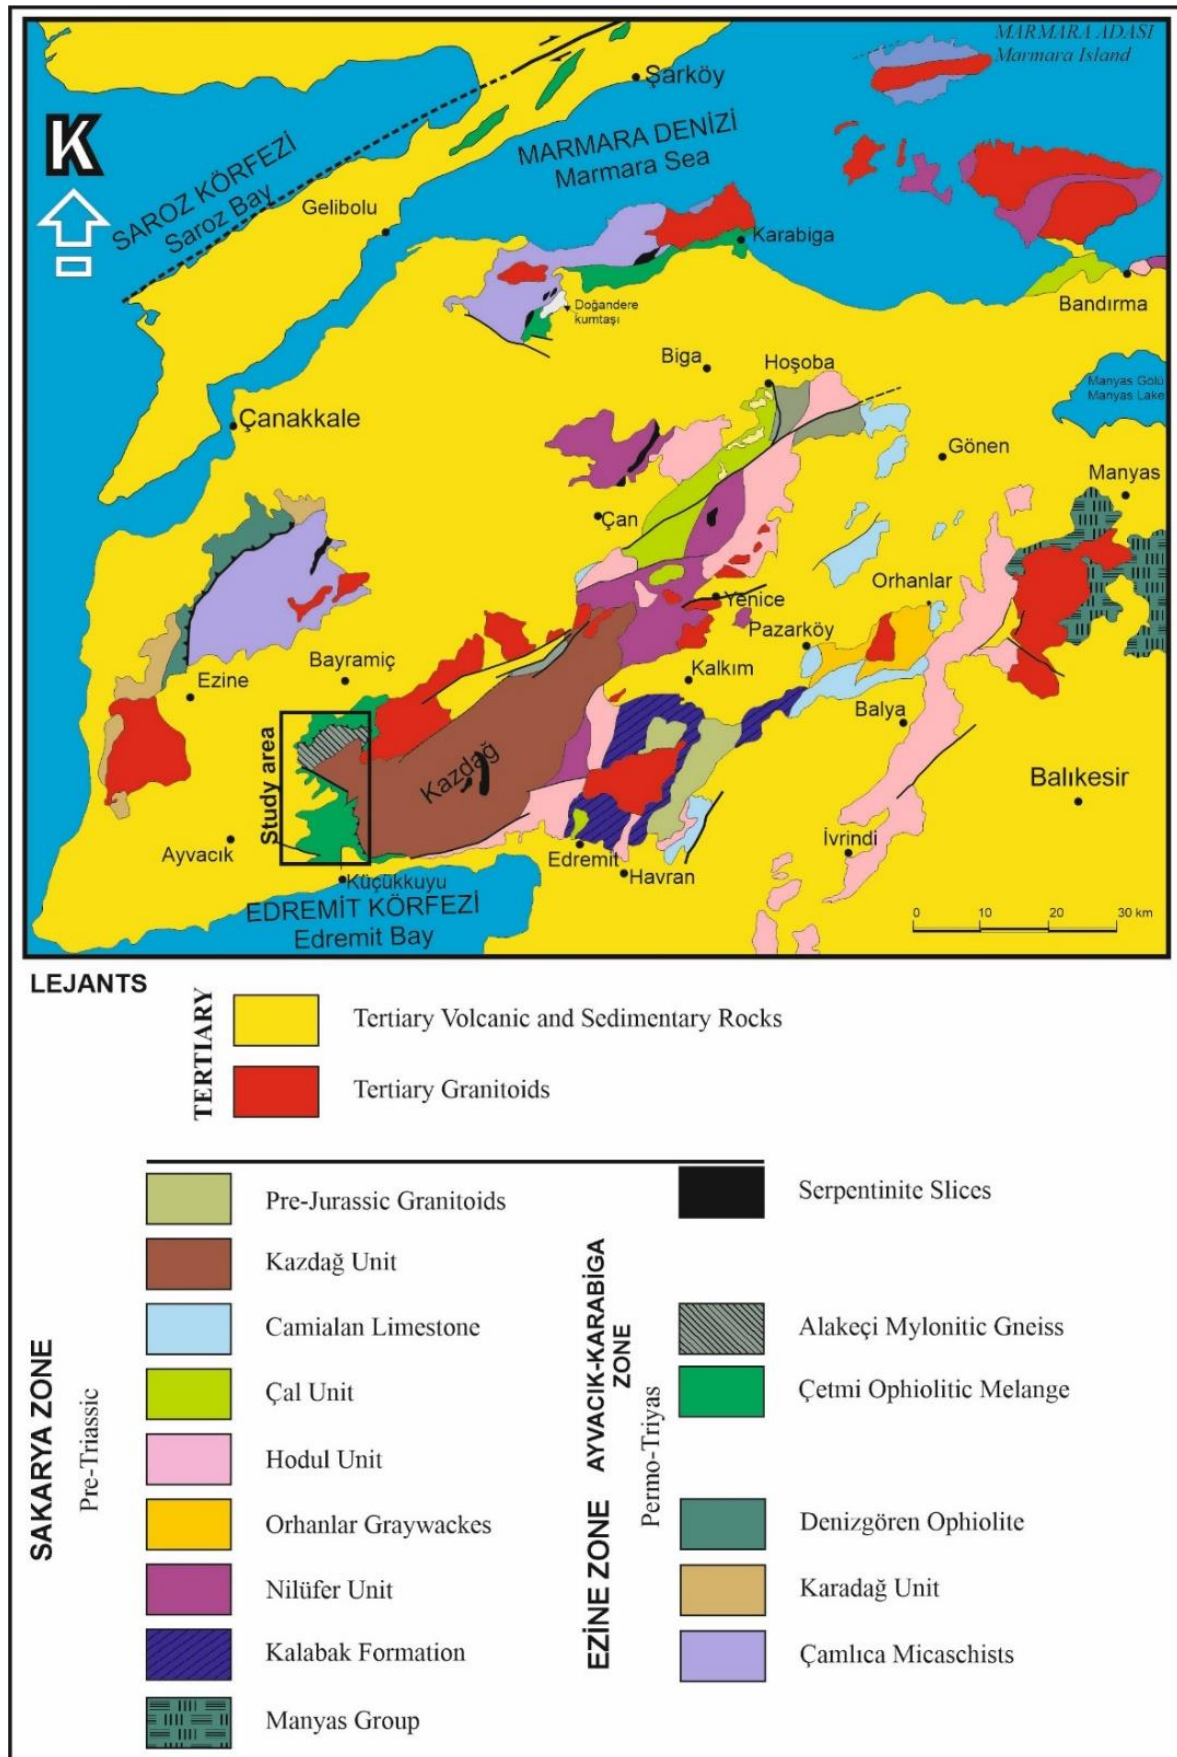 MARMARA ADASI
Marmara Island
K
Şarköy
MARMARA DENİZİ
Marmara Sea
SAROZ KÖRFEZİ
Saroz Bay
Gelibolu
Karabiga
Doğandere
kumtaşı
Bandırma
Biga
Hoşoba
Manyas Gölü
Manyas Lake
Çanakkale
Gönen
Manyas
Çan
Orhanlar
Yenice
Pazarköy
Bayramiç
Ezine
Kalkım
Balya
Study area
Kazdağ
Balıkesir
Ayvacık
Edremit
İvrindi
Havran
Küçükkuyu
EDREMİT KÖRFEZİ
Edremit Bay
0 10 20 30 km
LEJANTS
TERTIARY
Tertiary Volcanic and Sedimentary Rocks
Tertiary Granitoids
SAKARYA ZONE
Pre-Triassic
Pre-Jurassic Granitoids
Kazdağ Unit
Camialan Limestone
Çal Unit
Hodul Unit
Orhanlar Graywackes
Nilüfer Unit
Kalabak Formation
Manyas Group
EZİNE ZONE
AYVACIK-KARABİGA
ZONE
Permo-Triyas
Serpentinite Slices
Alakeçi Mylonitic Gneiss
Çetmi Ophiolitic Melange
Denizgören Ophiolite
Karadağ Unit
Çamlıca Micaschists